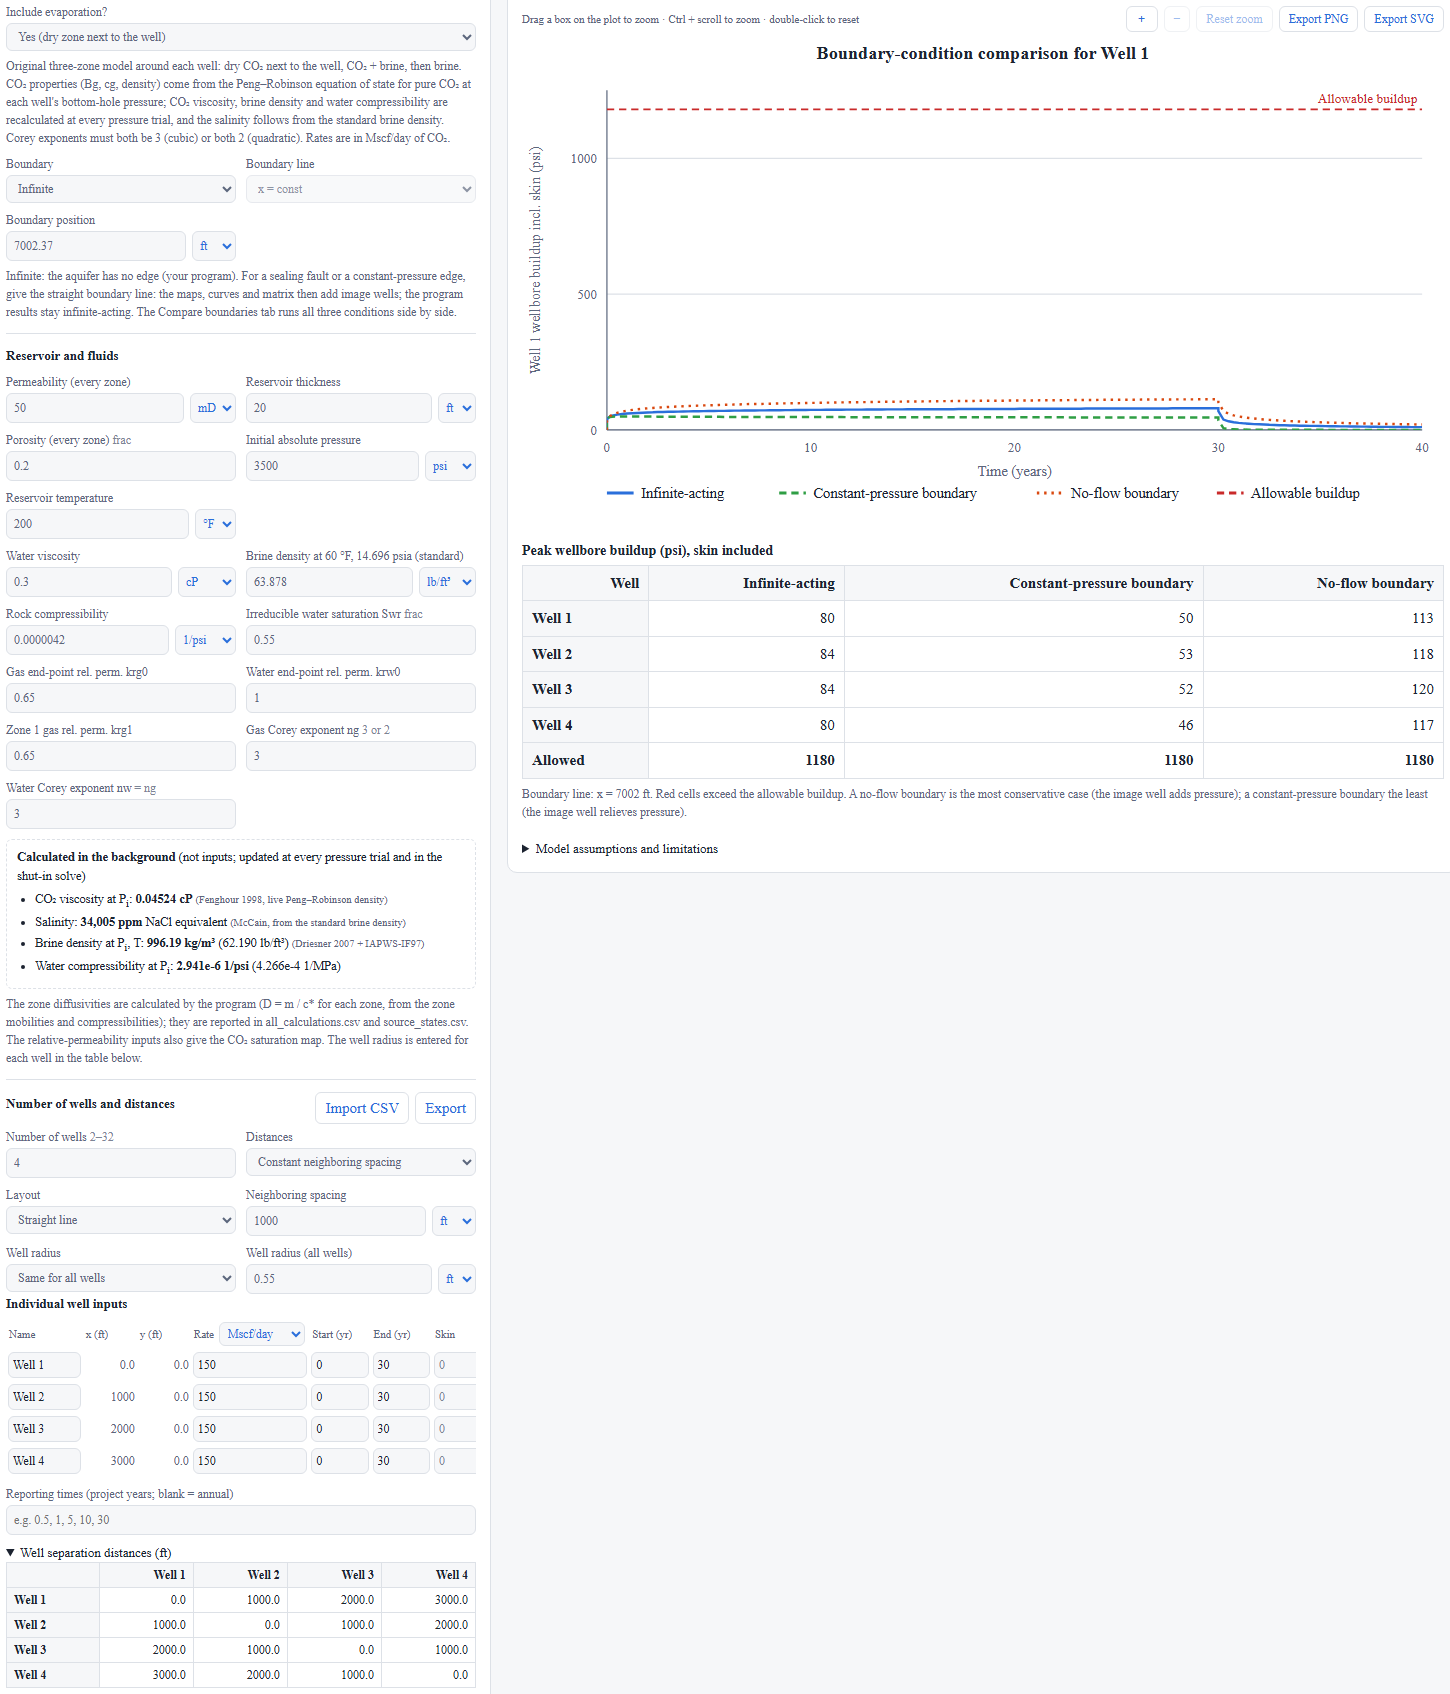 Include evaporation?
Yes (dry zone next to the well)
Original three-zone model around each well: dry CO₂ next to the well, CO₂ + brine, then brine.
CO₂ properties (Bg, cg, density) come from the Peng–Robinson equation of state for pure CO₂ at
each well's bottom-hole pressure; CO₂ viscosity, brine density and water compressibility are
recalculated at every pressure trial, and the salinity follows from the standard brine density.
Corey exponents must both be 3 (cubic) or both 2 (quadratic). Rates are in Mscf/day of CO₂.
Boundary Boundary line
Infinite x = const
Boundary position
7002.37 ft
Infinite: the aquifer has no edge (your program). For a sealing fault or a constant-pressure edge,
give the straight boundary line: the maps, curves and matrix then add image wells; the program
results stay infinite-acting. The Compare boundaries tab runs all three conditions side by side.
Reservoir and fluids
Permeability (every zone) Reservoir thickness
50 mD 20 ft
Porosity (every zone) frac Initial absolute pressure
0.2 3500 psi
Reservoir temperature
200 °F
Water viscosity Brine density at 60 °F, 14.696 psia (standard)
0.3 cP 63.878 lb/ft³
Rock compressibility Irreducible water saturation Swr frac
0.0000042 1/psi 0.55
Gas end-point rel. perm. krg0 Water end-point rel. perm. krw0
0.65 1
Zone 1 gas rel. perm. krg1 Gas Corey exponent ng 3 or 2
0.65 3
Water Corey exponent nw = ng
3
Calculated in the background (not inputs; updated at every pressure trial and in the
shut-in solve)
• CO₂ viscosity at Pi: 0.04524 cP (Fenghour 1998, live Peng–Robinson density)
• Salinity: 34,005 ppm NaCl equivalent (McCain, from the standard brine density)
• Brine density at Pi, T: 996.19 kg/m³ (62.190 lb/ft³) (Driesner 2007 + IAPWS-IF97)
• Water compressibility at Pi: 2.941e-6 1/psi (4.266e-4 1/MPa)
The zone diffusivities are calculated by the program (D = m / c* for each zone, from the zone
mobilities and compressibilities); they are reported in all_calculations.csv and source_states.csv.
The relative-permeability inputs also give the CO₂ saturation map. The well radius is entered for
each well in the table below.
Number of wells and distances Import CSV Export
Number of wells 2–32 Distances
4 Constant neighboring spacing
Layout Neighboring spacing
Straight line 1000 ft
Well radius Well radius (all wells)
Same for all wells 0.55 ft
Individual well inputs
Name x (ft) y (ft) Rate Mscf/day Start (yr) End (yr) Skin
Well 1 0.0 0.0 150 0 30 0
Well 2 1000 0.0 150 0 30 0
Well 3 2000 0.0 150 0 30 0
Well 4 3000 0.0 150 0 30 0
Reporting times (project years; blank = annual)
e.g. 0.5, 1, 5, 10, 30
▼ Well separation distances (ft)
Well 1 Well 2 Well 3 Well 4
Well 1 0.0 1000.0 2000.0 3000.0
Well 2 1000.0 0.0 1000.0 2000.0
Well 3 2000.0 1000.0 0.0 1000.0
Well 4 3000.0 2000.0 1000.0 0.0
Drag a box on the plot to zoom · Ctrl + scroll to zoom · double-click to reset
+ − Reset zoom Export PNG Export SVG
Boundary-condition comparison for Well 1
Allowable buildup
Well 1 wellbore buildup incl. skin (psi)
1000
500
0
0 10 20 30 40
Time (years)
Infinite-acting Constant-pressure boundary No-flow boundary Allowable buildup
Peak wellbore buildup (psi), skin included
Well Infinite-acting Constant-pressure boundary No-flow boundary
Well 1 80 50 113
Well 2 84 53 118
Well 3 84 52 120
Well 4 80 46 117
Allowed 1180 1180 1180
Boundary line: x = 7002 ft. Red cells exceed the allowable buildup. A no-flow boundary is the most conservative case (the image well adds pressure); a constant-pressure boundary the least
(the image well relieves pressure).
▶ Model assumptions and limitations